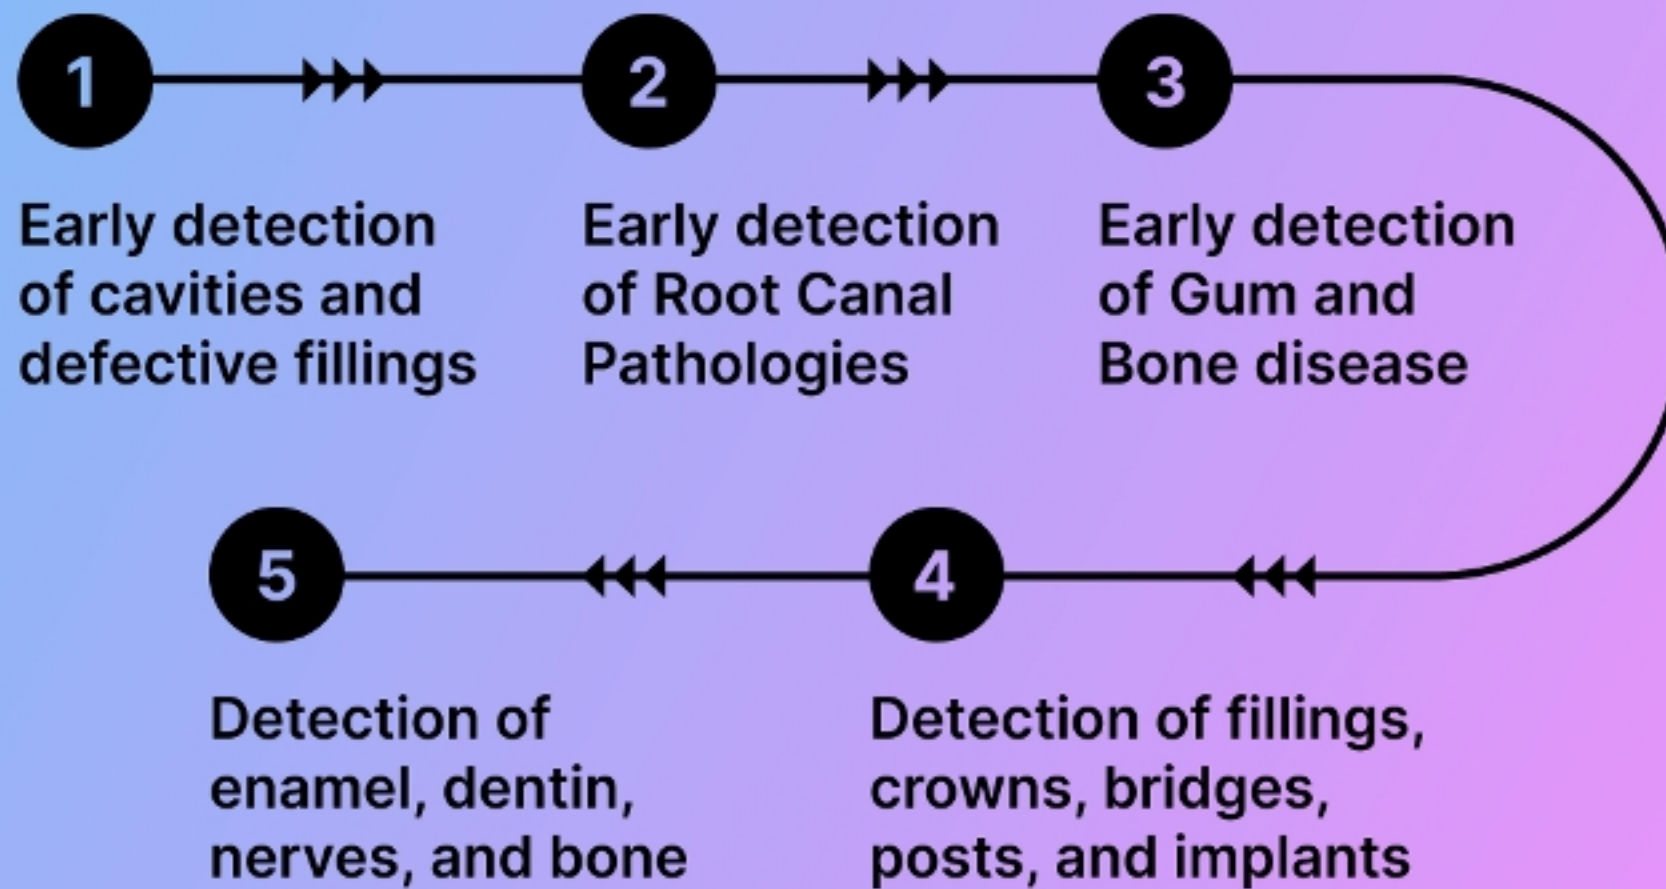 1
Early detection
of cavities and
defective fillings
2
Early detection
of Root Canal
Pathologies
3
Early detection
of Gum and
Bone disease
4
Detection of fillings,
crowns, bridges,
posts, and implants
5
Detection of
enamel, dentin,
nerves, and bone